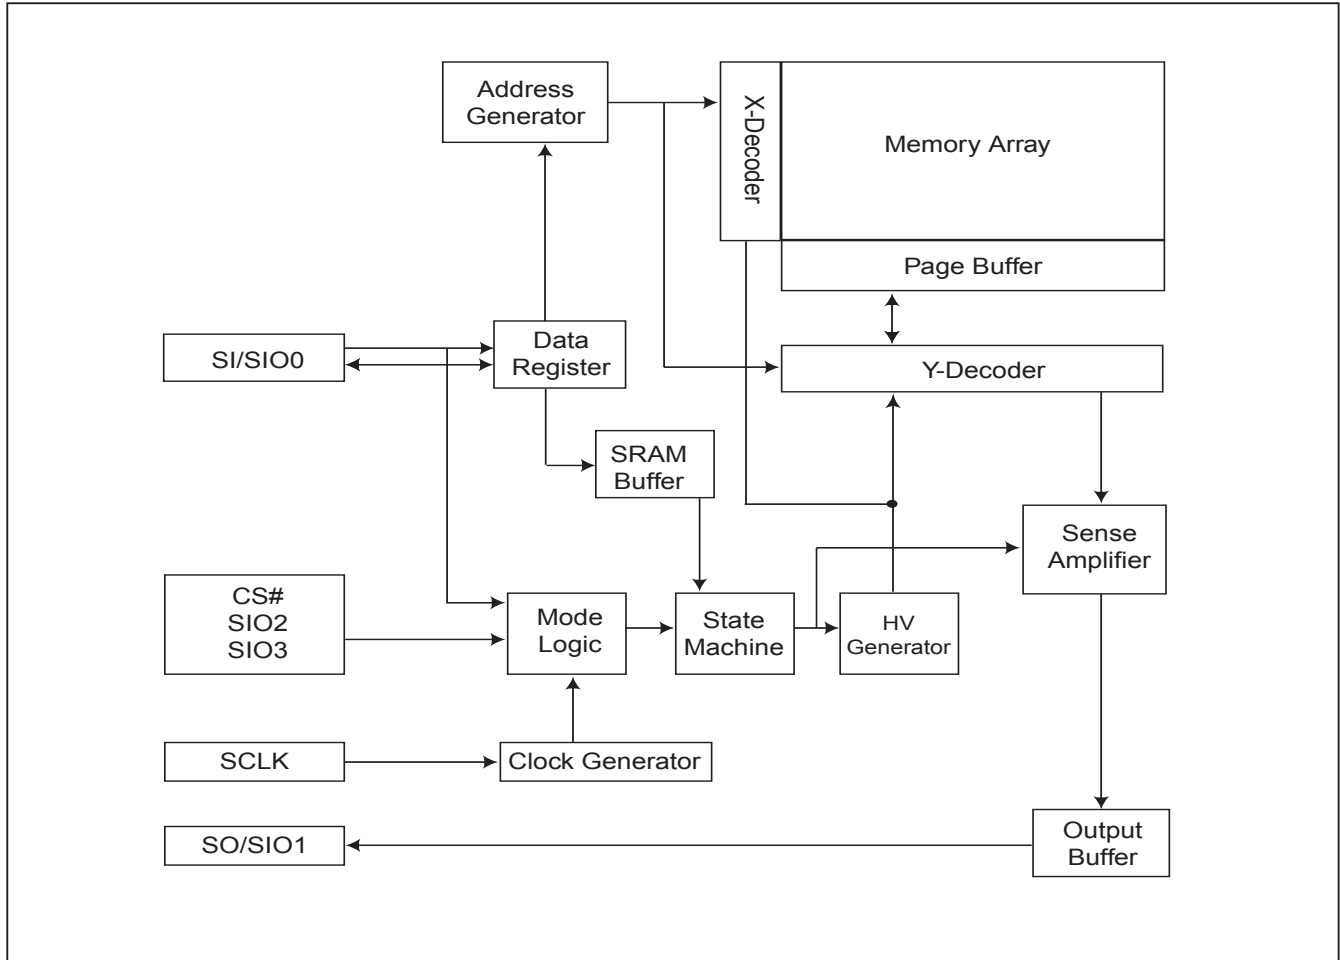 Address
Generator
X-Decoder
Memory Array
Page Buffer
SI/SIO0
Data
Register
Y-Decoder
SRAM
Buffer
Sense
Amplifier
CS#
SIO2
SIO3
Mode
Logic
State
Machine
HV
Generator
SCLK
Clock Generator
SO/SIO1
Output
Buffer